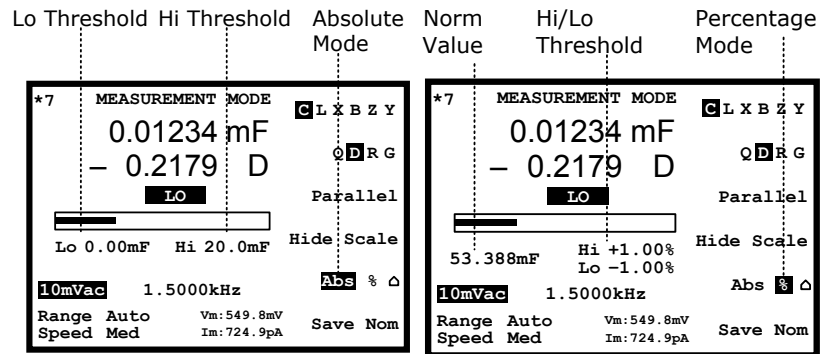 Lo Threshold Hi Threshold Absolute Mode Norm Value Hi/Lo Threshold Percentage Mode
*7 MEASUREMENT MODE
C L X B Z Y
0.01234 mF
Q D R G
– 0.2179 D
LO
Parallel
Hide Scale
Lo 0.00mF Hi 20.0mF
Abs %
10mVac 1.5000kHz
Range Auto Vm:549.8mV
Speed Med Im:724.9pA
Save Nom
*7 MEASUREMENT MODE
C L X B Z Y
0.01234 mF
Q D R G
– 0.2179 D
LO
Parallel
Hide Scale
53.388mF
Hi +1.00%
Lo –1.00%
Abs %
10mVac 1.5000kHz
Range Auto Vm:549.8mV
Speed Med Im:724.9pA
Save Nom